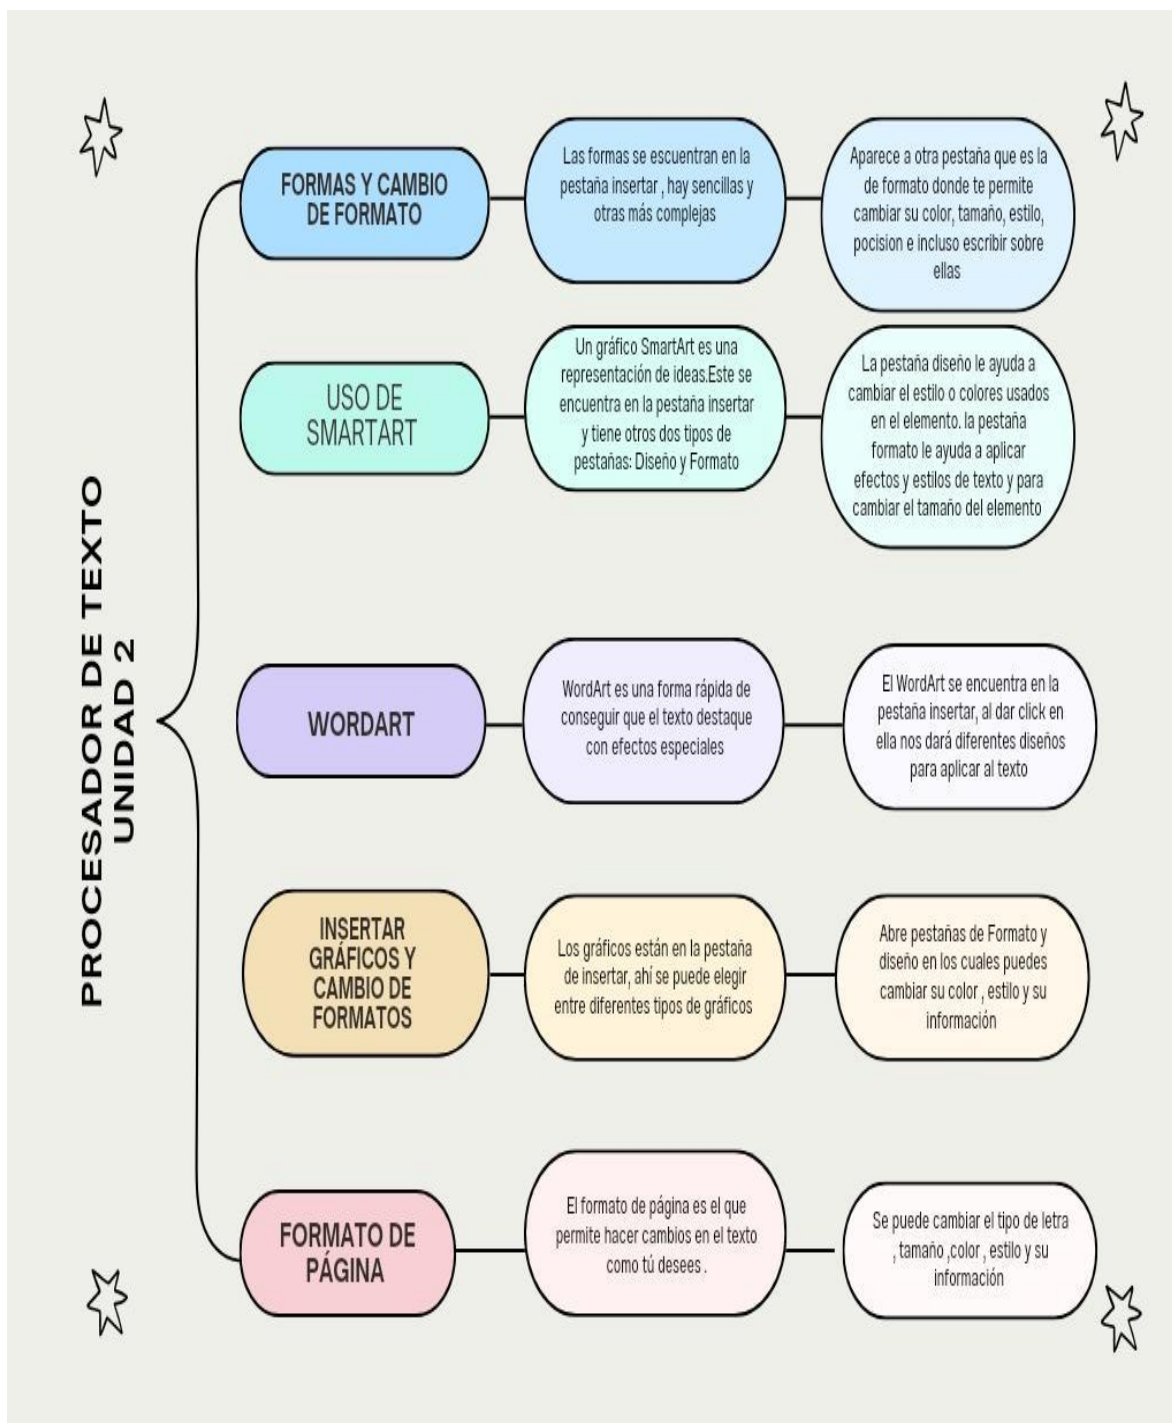 PROCESADOR DE TEXTO
UNIDAD 2
FORMAS Y CAMBIO
DE FORMATO
Las formas se escuentran en la
pestaña insertar , hay sencillas y
otras más complejas
Aparece a otra pestaña que es la
de formato donde te permite
cambiar su color, tamaño, estilo,
pocision e incluso escribir sobre
ellas
USO DE
SMARTART
Un gráfico SmartArt es una
representación de ideas.Este se
encuentra en la pestaña insertar
y tiene otros dos tipos de
pestañas: Diseño y Formato
La pestaña diseño le ayuda a
cambiar el estilo o colores usados
en el elemento. la pestaña
formato le ayuda a aplicar
efectos y estilos de texto y para
cambiar el tamaño del elemento
WORDART
WordArt es una forma rápida de
conseguir que el texto destaque
con efectos especiales
El WordArt se encuentra en la
pestaña insertar, al dar click en
ella nos dará diferentes diseños
para aplicar al texto
INSERTAR
GRÁFICOS Y
CAMBIO DE
FORMATOS
Los gráficos están en la pestaña
de insertar, ahí se puede elegir
entre diferentes tipos de gráficos
Abre pestañas de Formato y
diseño en los cuales puedes
cambiar su color , estilo y su
información
FORMATO DE
PÁGINA
El formato de página es el que
permite hacer cambios en el texto
como tú desees .
Se puede cambiar el tipo de letra
, tamaño ,color , estilo y su
información